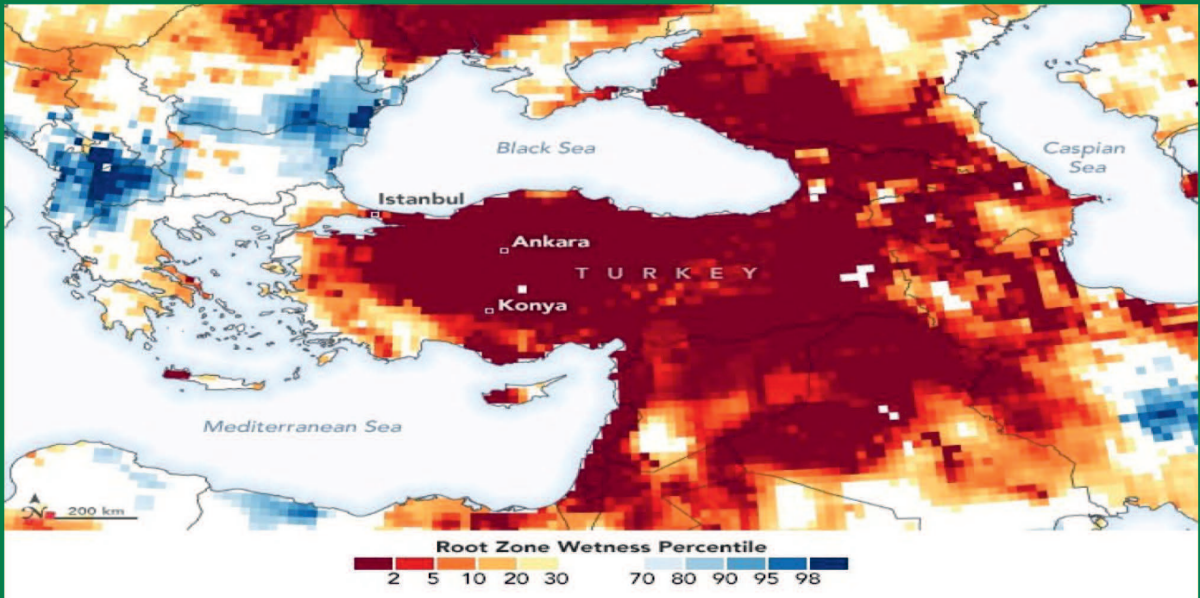 Black Sea
Caspian
Sea
Istanbul
Ankara
TURKEY
Konya
Mediterranean Sea
N
200 km
Root Zone Wetness Percentile
2 5 10 20 30 70 80 90 95 98